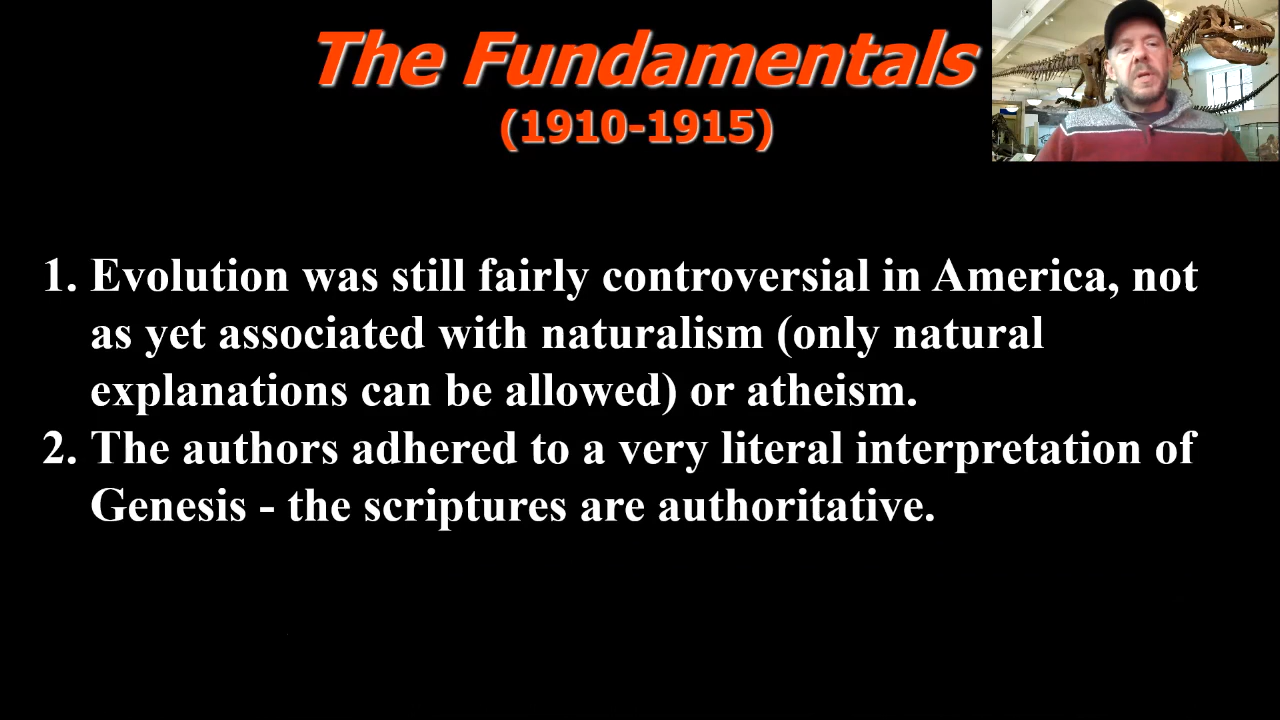 The Fundamentals
(1910-1915)
1. Evolution was still fairly controversial in America, not
as yet associated with naturalism (only natural
explanations can be allowed) or atheism.
2. The authors adhered to a very literal interpretation of
Genesis - the scriptures are authoritative.